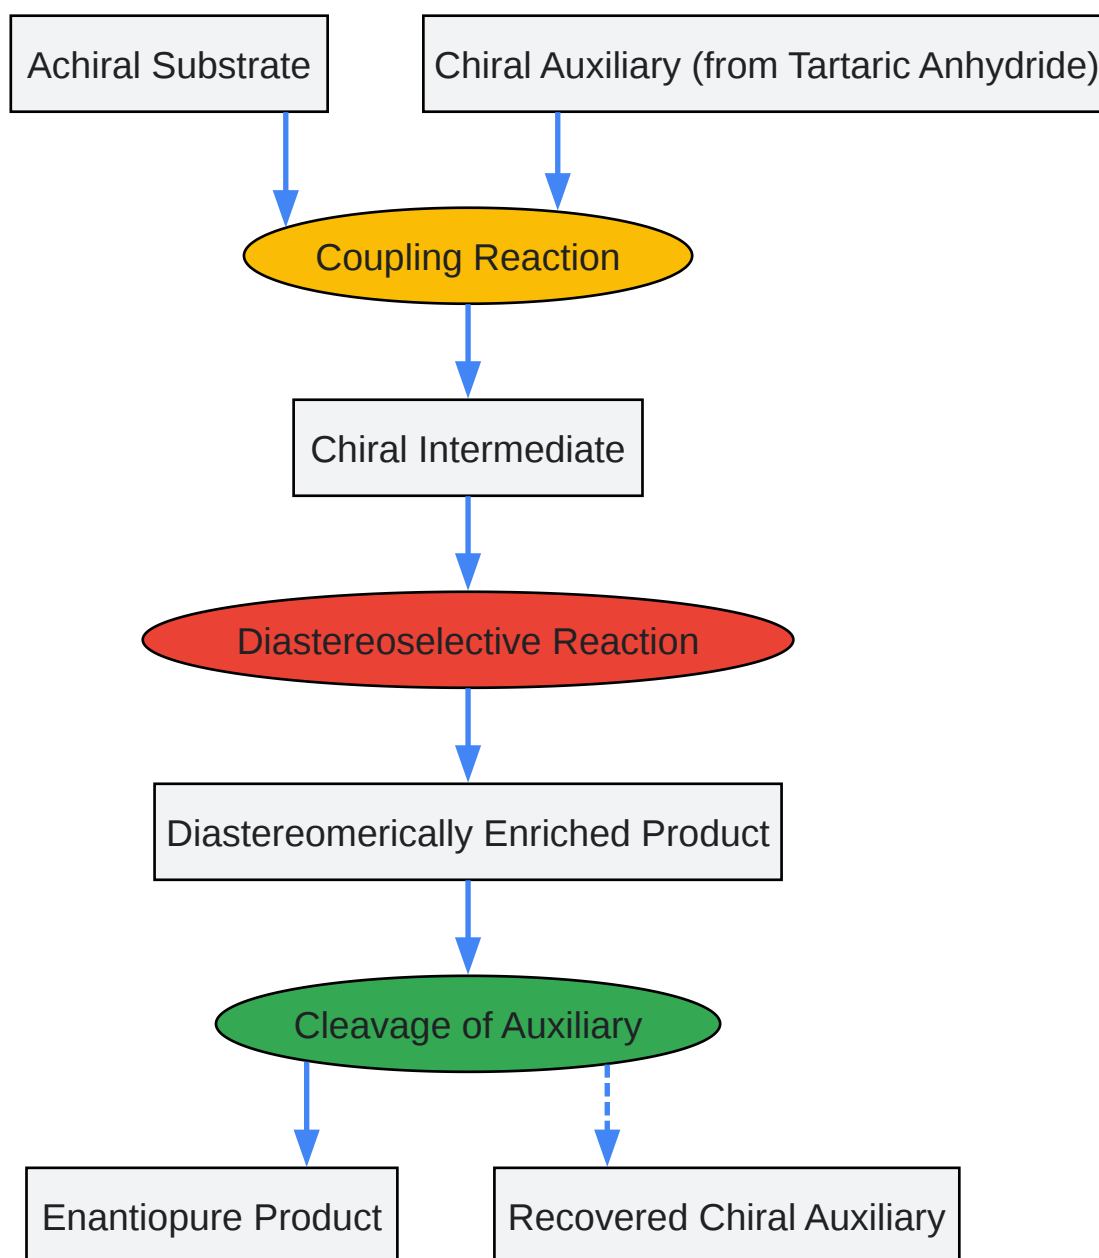 Achiral Substrate
Chiral Auxiliary (from Tartaric Anhydride)
Coupling Reaction
Chiral Intermediate
Diastereoselective Reaction
Diastereomerically Enriched Product
Cleavage of Auxiliary
Enantiopure Product
Recovered Chiral Auxiliary